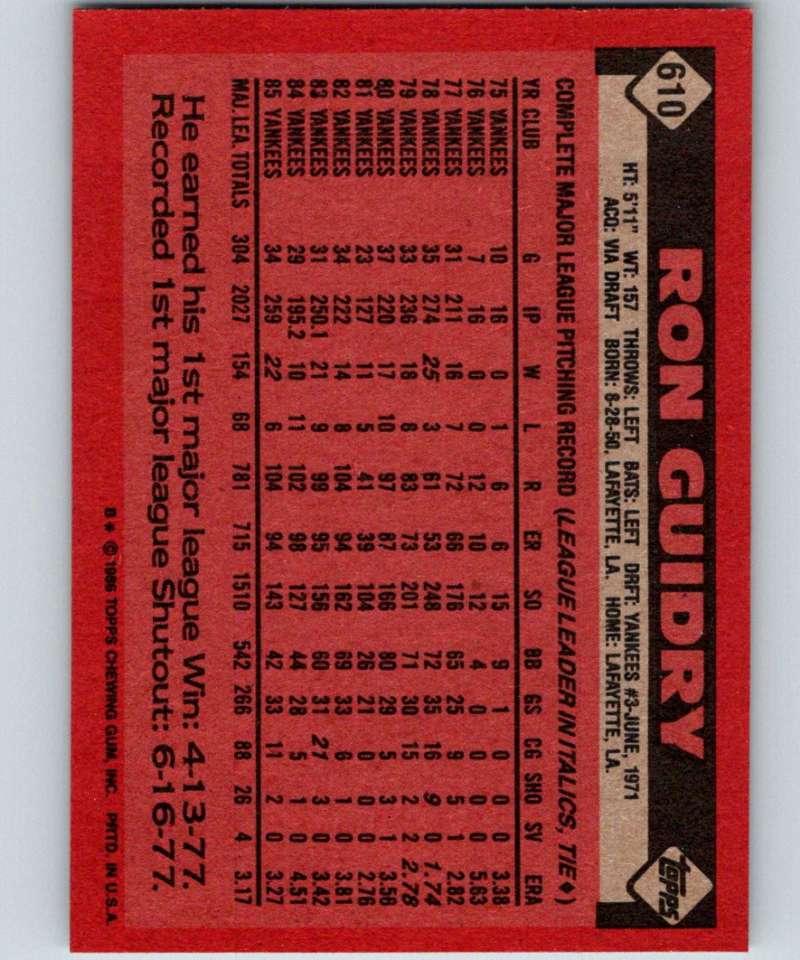 610
RON GUIDRY
Topps
HT: 5'11" WT: 157 THROWS: LEFT BATS: LEFT DRFT: YANKEES #3-JUNE, 1971
ACQ: VIA DRAFT BORN: 8-28-50, LAFAYETTE, LA. HOME: LAFAYETTE, LA.
COMPLETE MAJOR LEAGUE PITCHING RECORD (LEAGUE LEADER IN ITALICS, TIE♦)
YR CLUB G IP W L R ER SO BB GS CG SHO SV ERA
75 YANKEES 10 16 0 1 6 6 15 9 1 0 0 0 3.38
76 YANKEES 7 16 0 0 12 10 12 4 0 0 0 0 5.63
77 YANKEES 31 211 16 7 72 66 176 65 25 9 5 1 2.82
78 YANKEES 35 274 25 3 61 53 248 72 35 16 9 0 1.74
79 YANKEES 33 236 18 8 83 73 201 71 30 15 2 2 2.78
80 YANKEES 37 220 17 10 97 87 166 80 29 5 3 1 3.56
81 YANKEES 23 127 11 5 41 39 104 26 21 0 0 0 2.76
82 YANKEES 34 222 14 8 104 94 162 69 33 6 1 0 3.81
83 YANKEES 31 250.1 21 9 99 95 156 60 31 21 3 0 3.42
84 YANKEES 29 195.2 10 11 102 98 127 44 28 5 1 0 4.51
85 YANKEES 34 259 22 6 104 94 143 42 33 11 2 0 3.27
MAJ. LEA. TOTALS 304 2027 154 68 781 715 1510 542 266 88 26 4 3.17
He earned his 1st major league Win: 4-13-77.
Recorded 1st major league Shutout: 6-16-77.
B* © 1986 TOPPS CHEWING GUM, INC. PRTD. IN U.S.A.